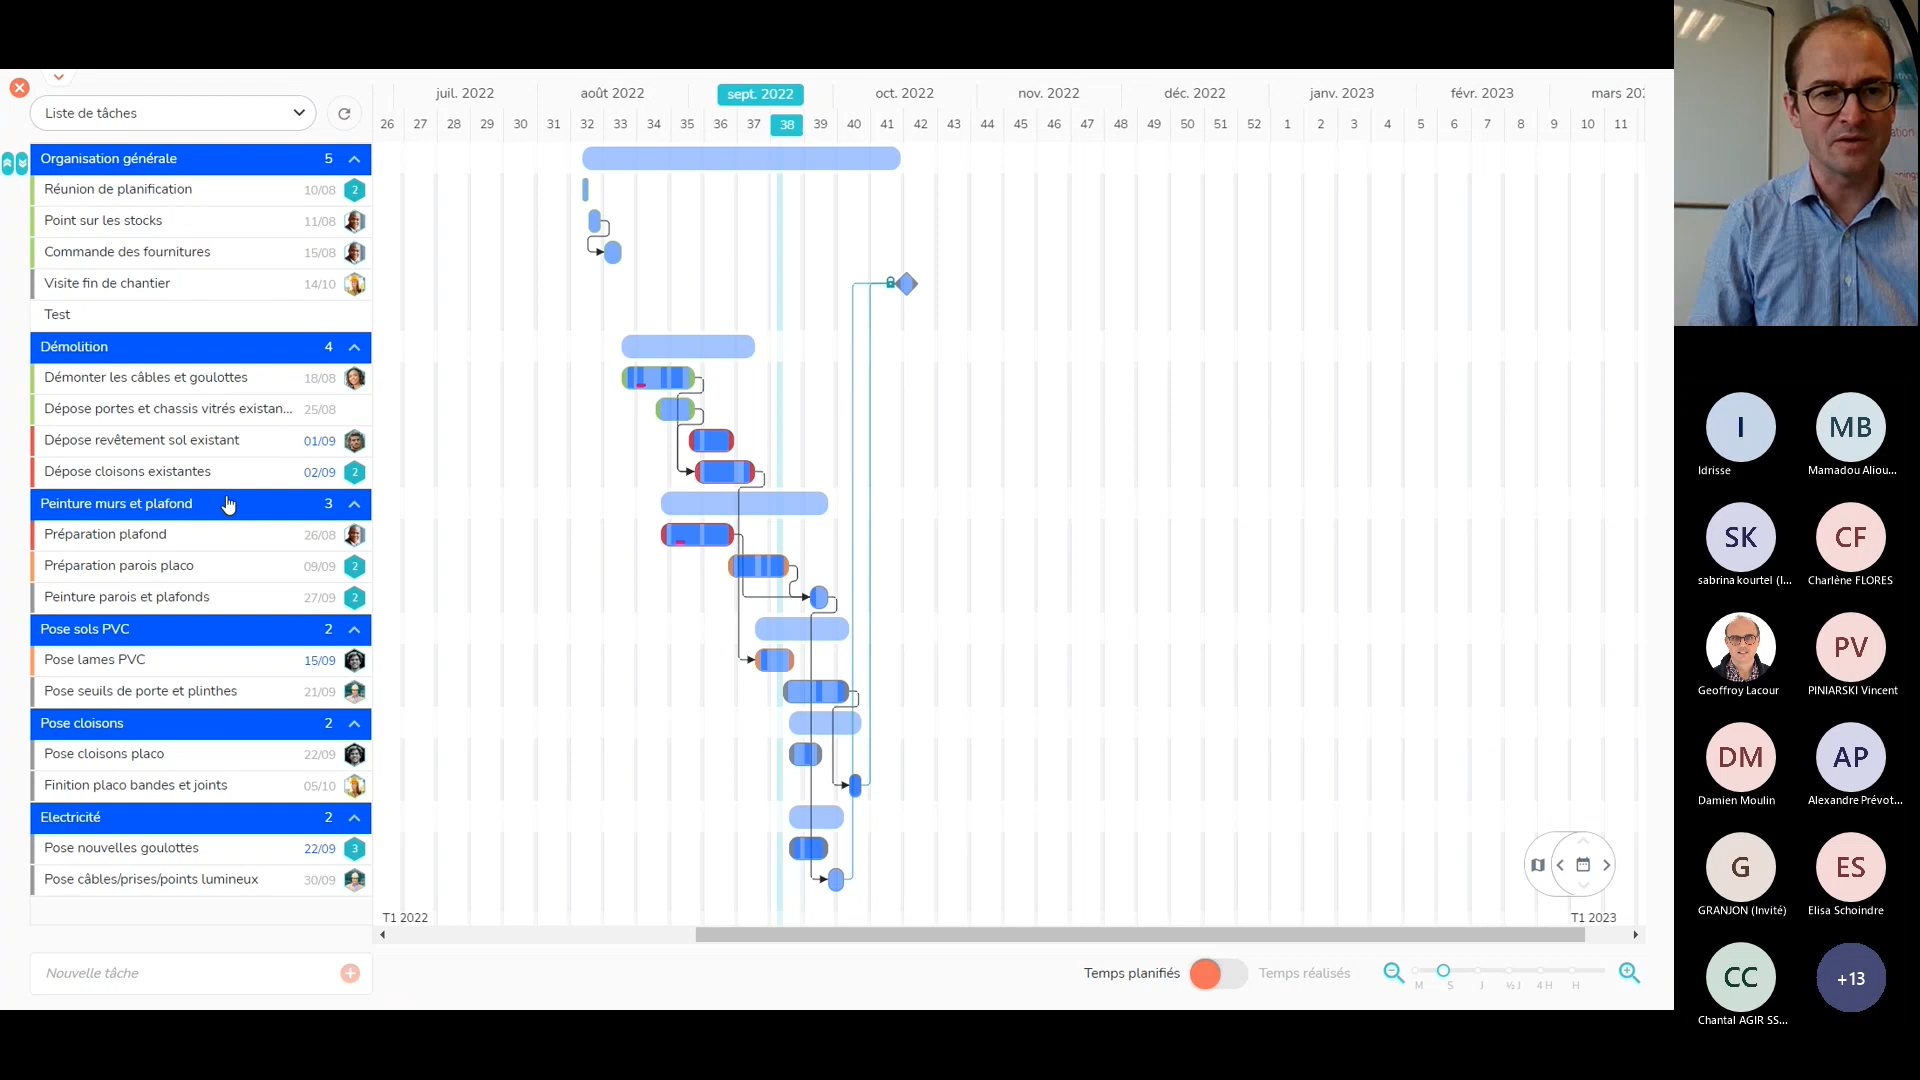 Liste de tâches
juil. 2022 août 2022 sept. 2022 oct. 2022 nov. 2022 déc. 2022 janv. 2023 févr. 2023 mars 202
26 27 28 29 30 31 32 33 34 35 36 37 38 39 40 41 42 43 44 45 46 47 48 49 50 51 52 1 2 3 4 5 6 7 8 9 10 11
Organisation générale 5
Réunion de planification 10/08 2
Point sur les stocks 11/08
Commande des fournitures 15/08
Visite fin de chantier 14/10
Test
Démolition 4
Démonter les câbles et goulottes 18/08
Dépose portes et chassis vitrés existan... 25/08
Dépose revêtement sol existant 01/09
Dépose cloisons existantes 02/09 2
Peinture murs et plafond 3
Préparation plafond 26/08
Préparation parois placo 09/09 2
Peinture parois et plafonds 27/09 2
Pose sols PVC 2
Pose lames PVC 15/09
Pose seuils de porte et plinthes 21/09
Pose cloisons 2
Pose cloisons placo 22/09
Finition placo bandes et joints 05/10
Electricité 2
Pose nouvelles goulottes 22/09 3
Pose câbles/prises/points lumineux 30/09
T1 2022 T1 2023
Nouvelle tâche
Temps planifiés Temps réalisés
M S J ½ J 4 H H
I MB
Idrisse Mamadou Aliou...
SK CF
sabrina kourtel (I... Charlène FLORES
PV
Geoffroy Lacour PINIARSKI Vincent
DM AP
Damien Moulin Alexandre Prévot...
G ES
GRANJON (Invité) Elisa Schoindre
CC +13
Chantal AGIR SS...